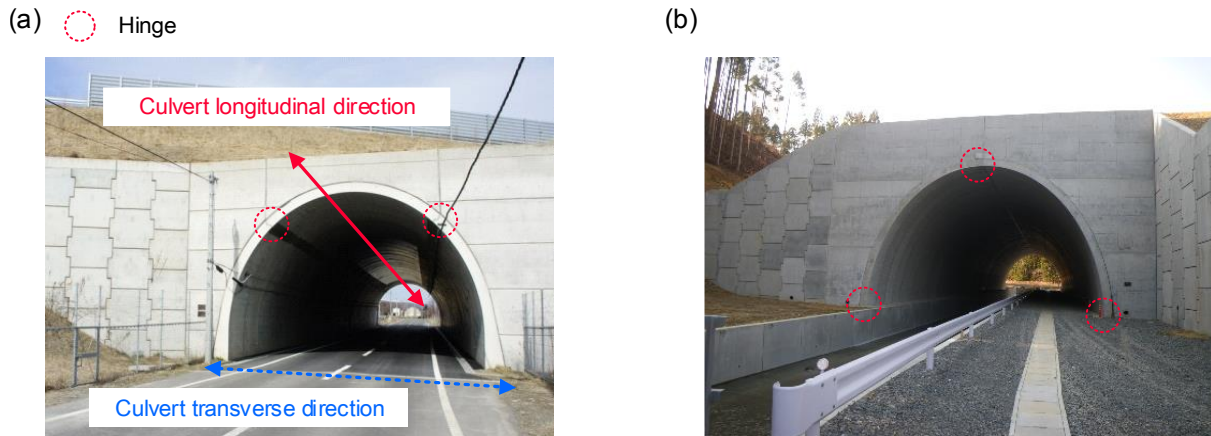 (a)
Hinge
(b)
Culvert longitudinal direction
Culvert transverse direction